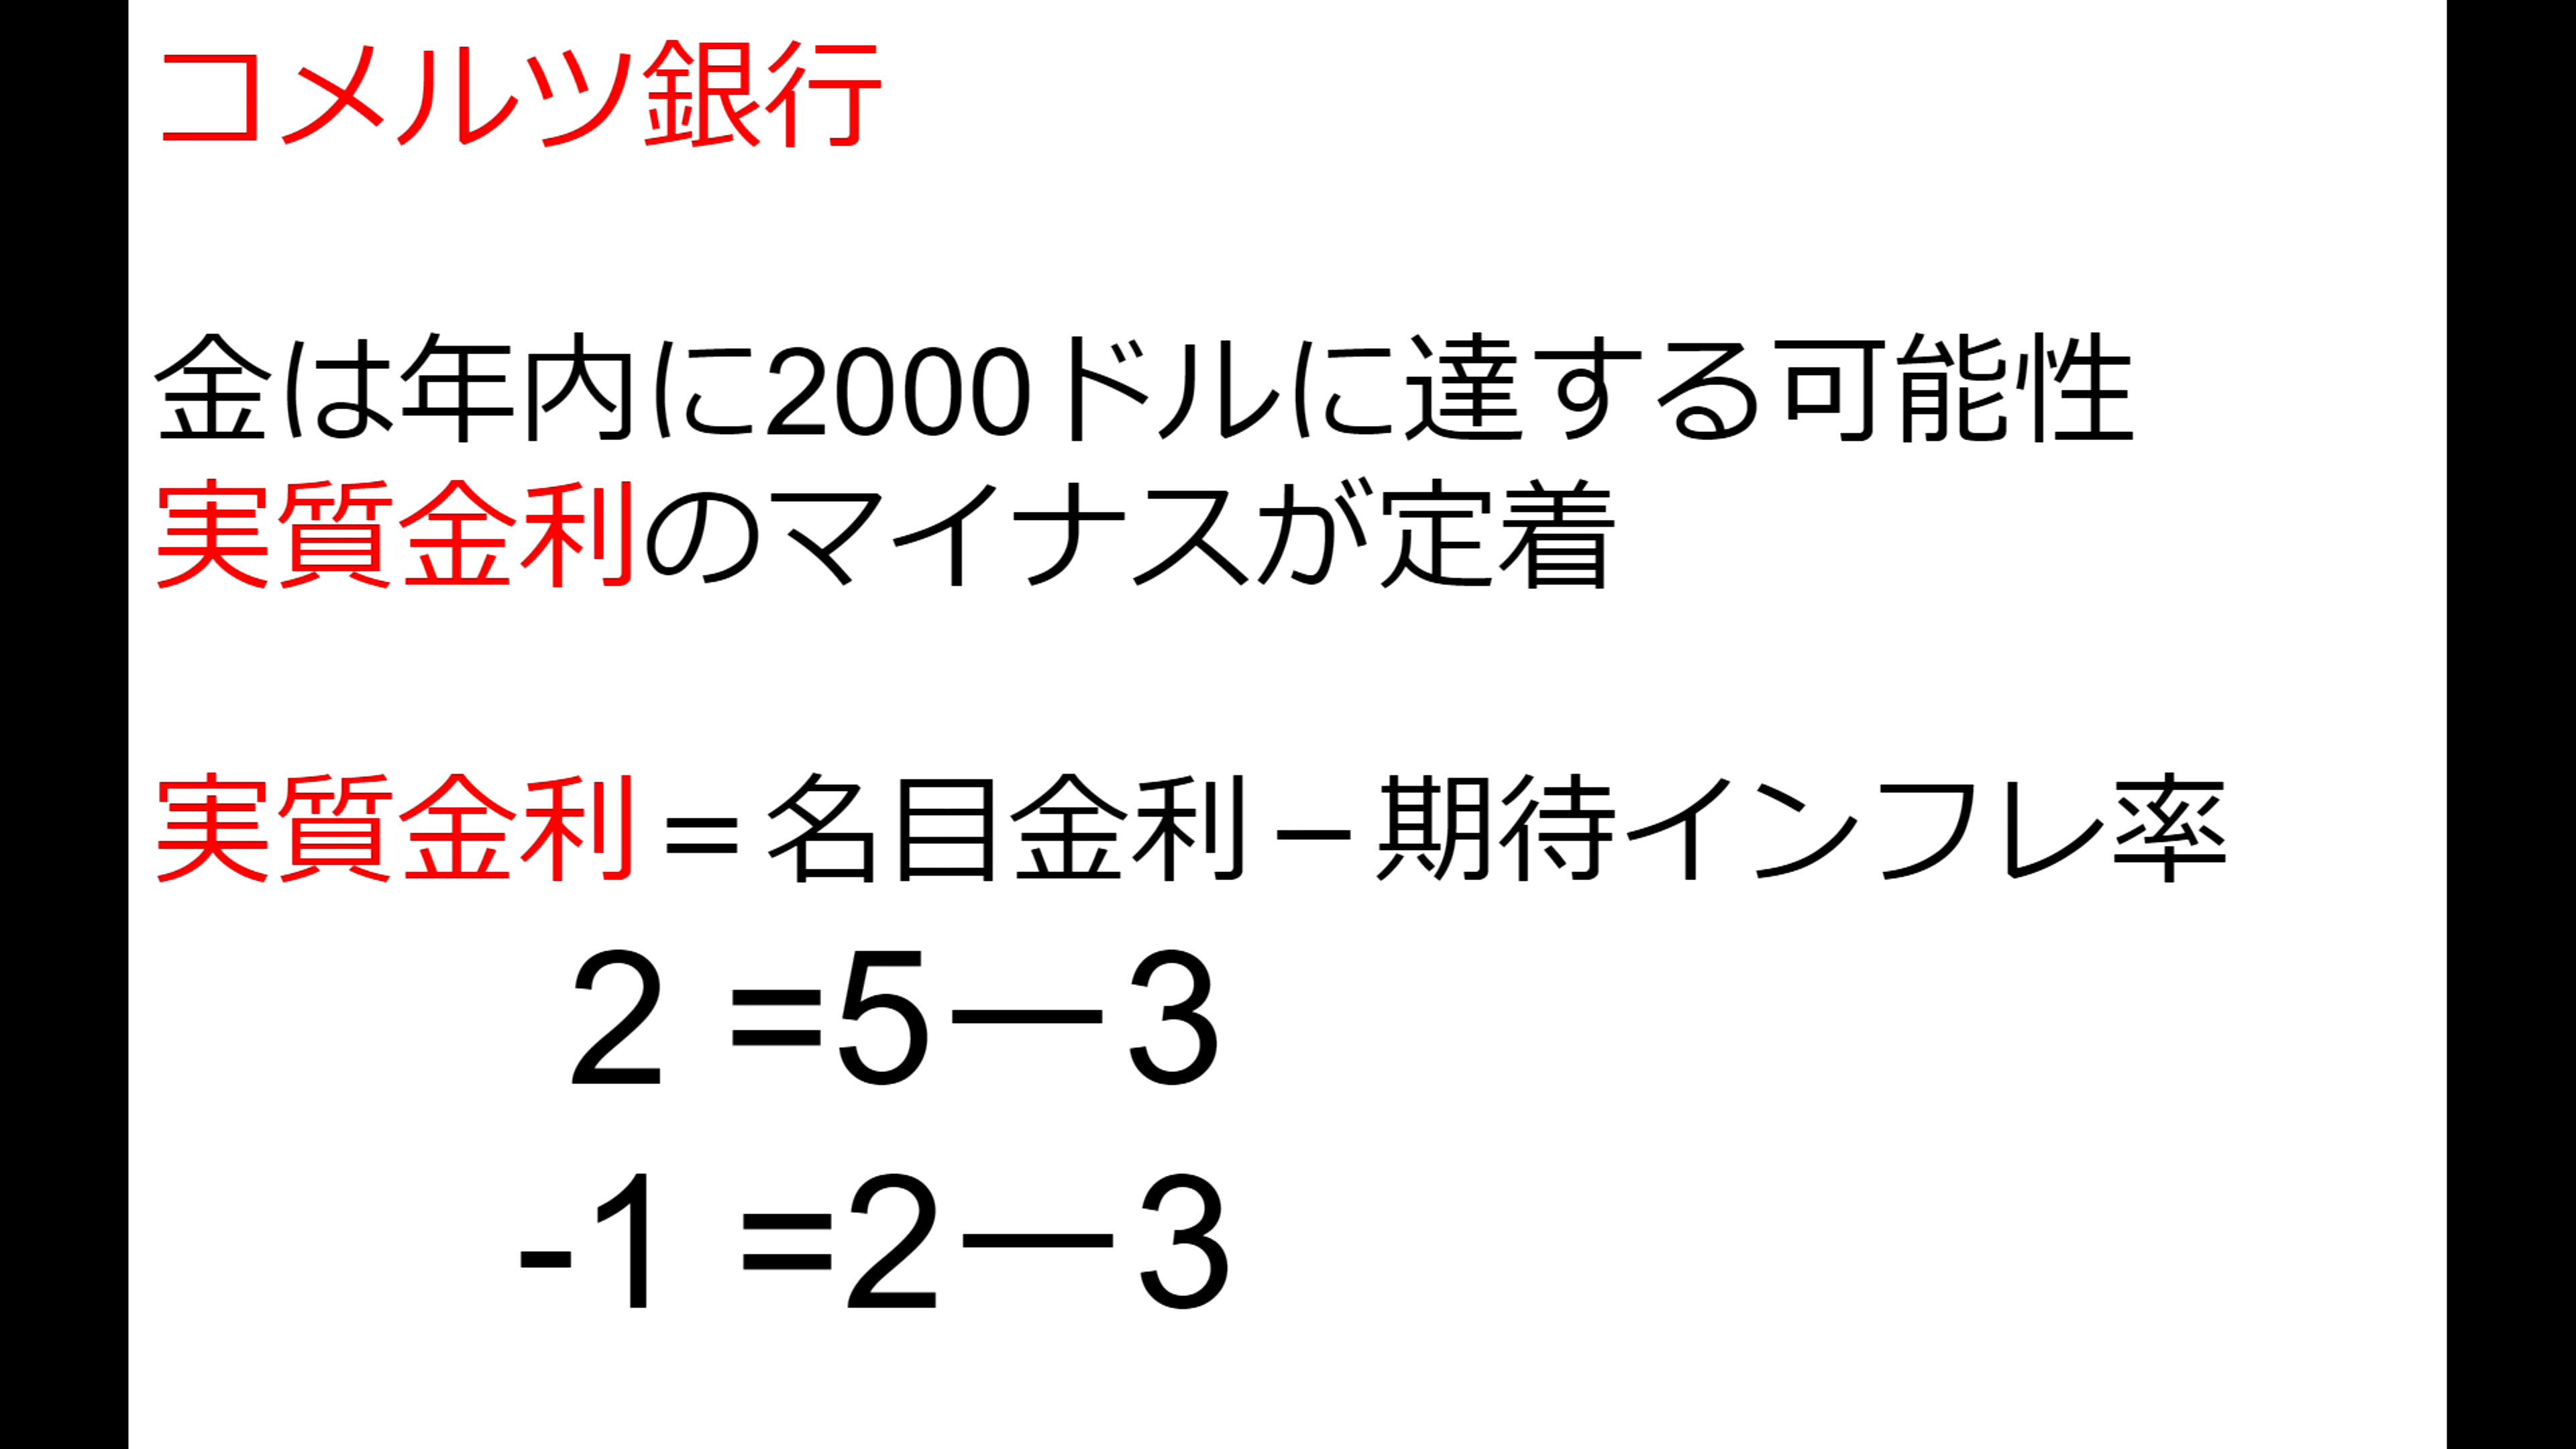 コメルツ銀行
金は年内に2000ドルに達する可能性
実質金利のマイナスが定着
実質金利 = 名目金利 − 期待インフレ率
2 =5ー3
-1 =2ー3